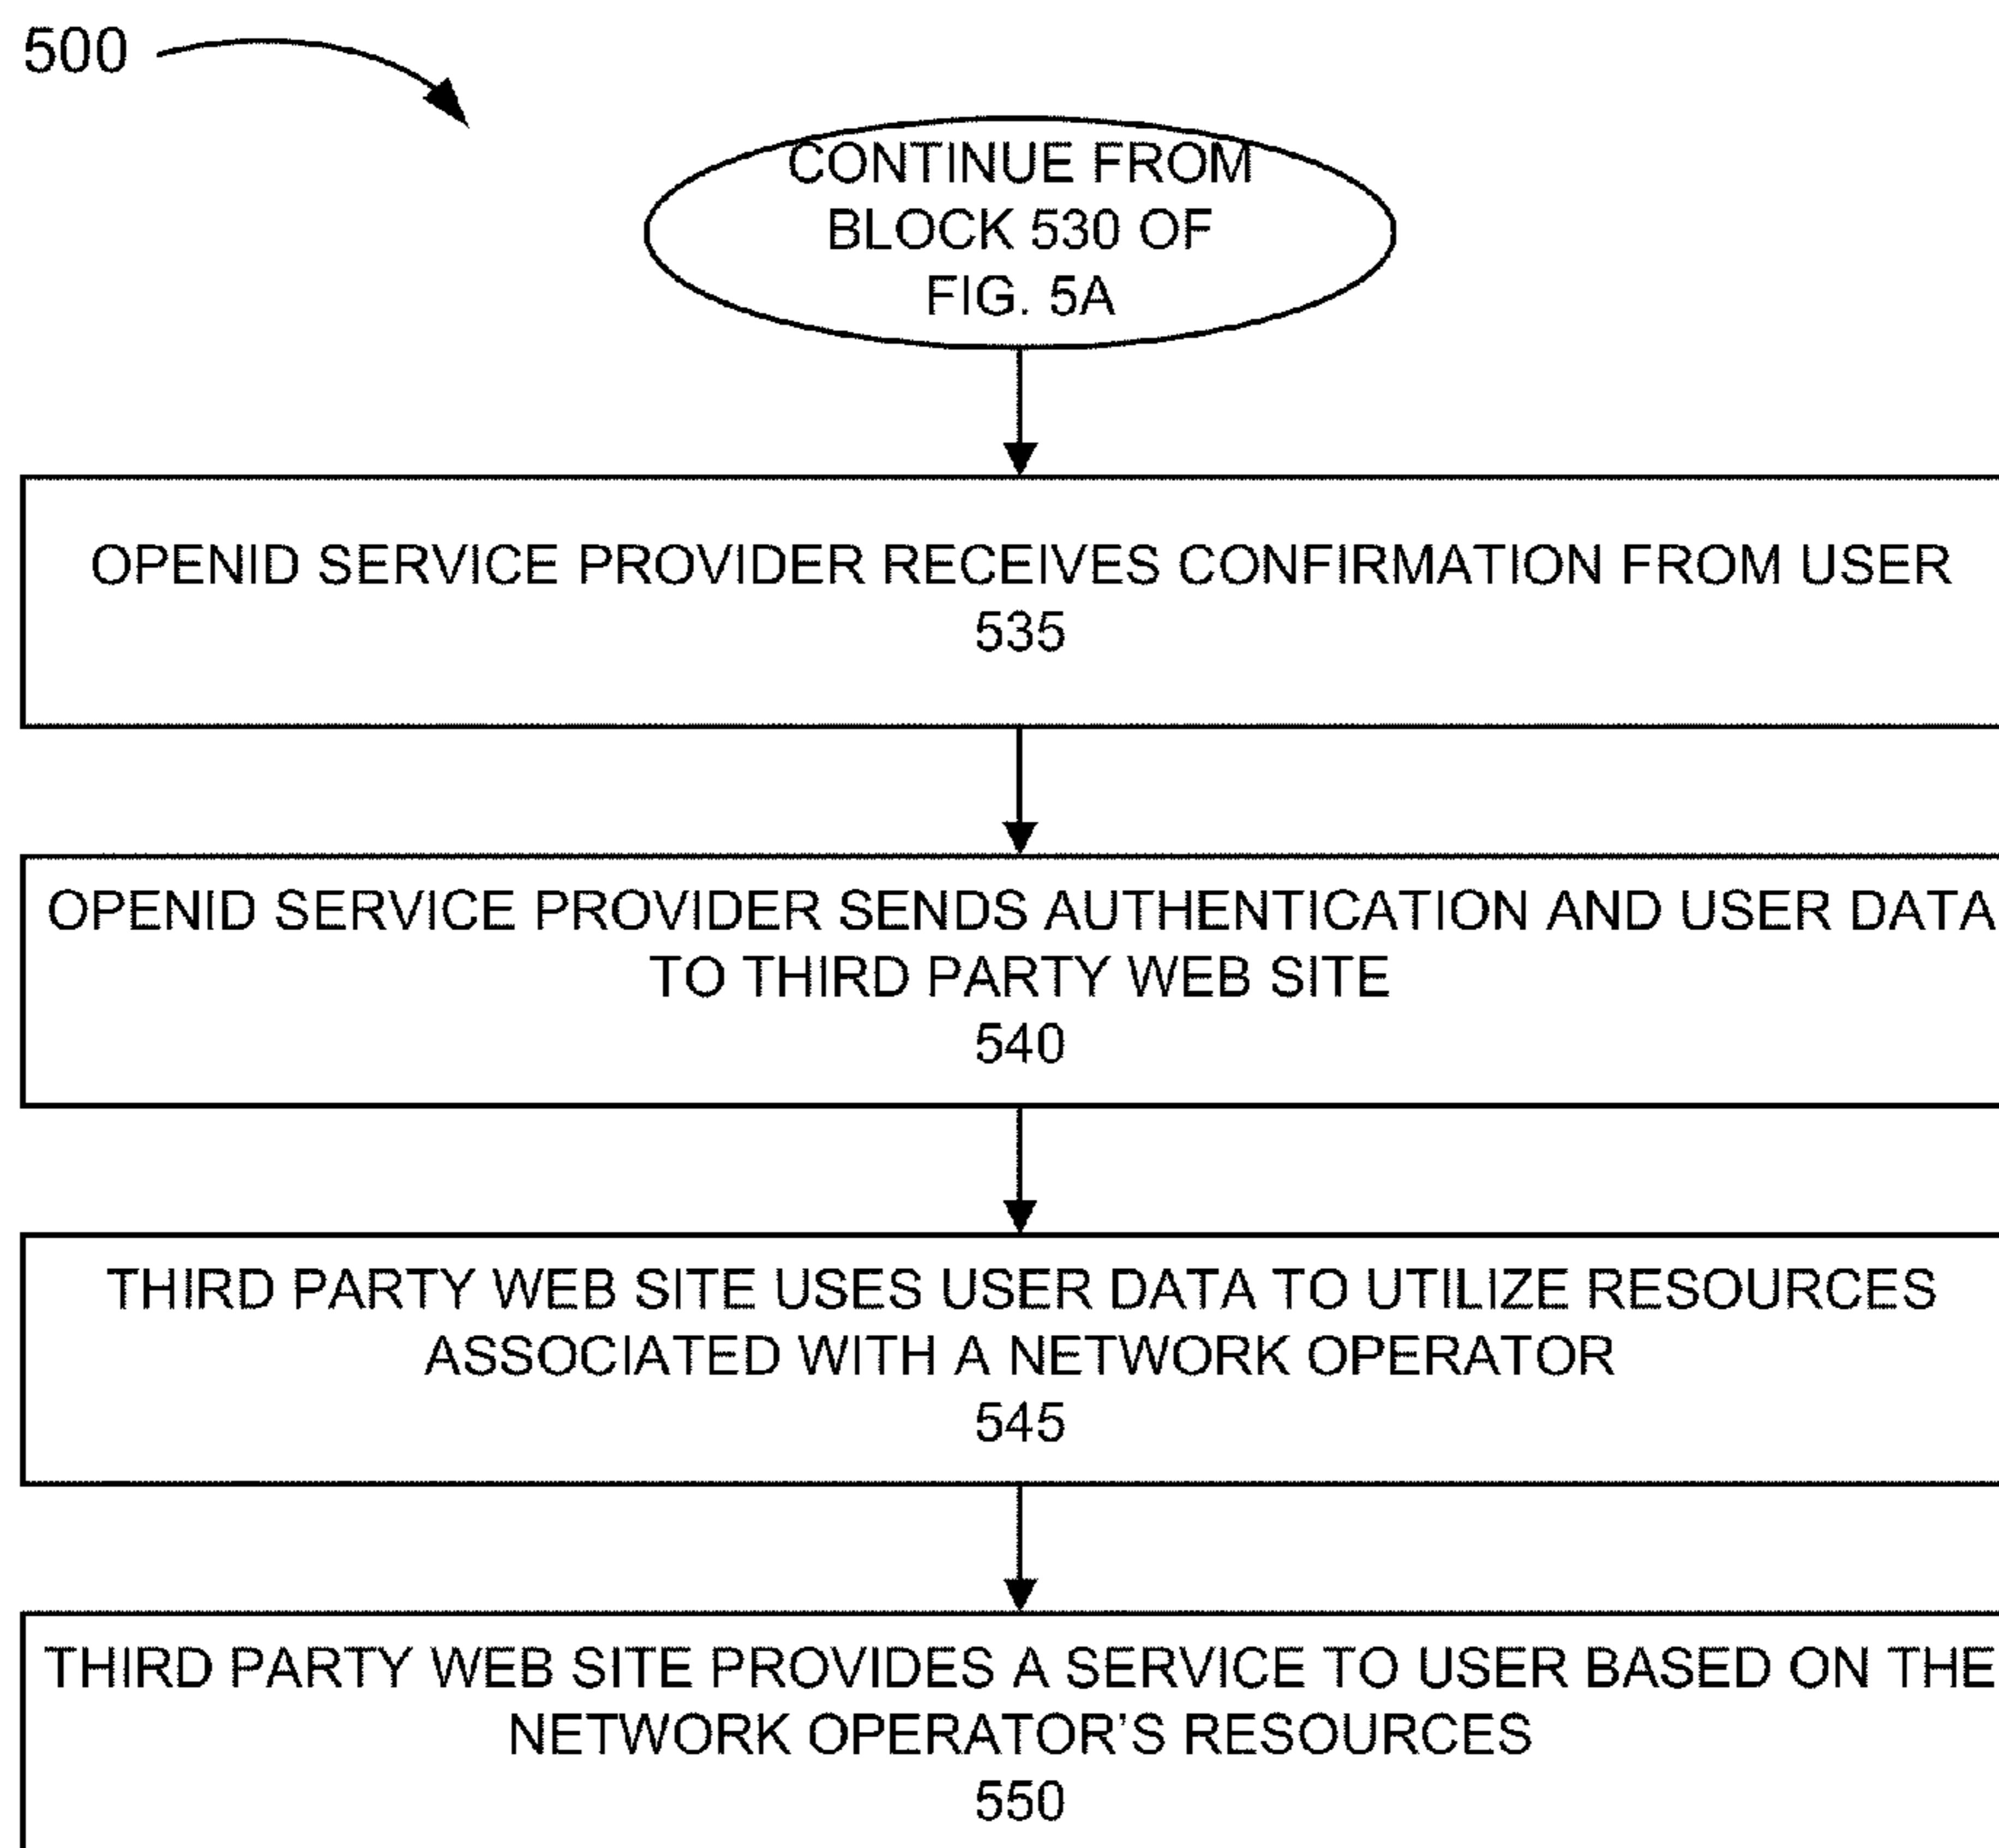 500
CONTINUE FROM
BLOCK 530 OF
FIG. 5A
OPENID SERVICE PROVIDER RECEIVES CONFIRMATION FROM USER
535
OPENID SERVICE PROVIDER SENDS AUTHENTICATION AND USER DATA
TO THIRD PARTY WEB SITE
540
THIRD PARTY WEB SITE USES USER DATA TO UTILIZE RESOURCES
ASSOCIATED WITH A NETWORK OPERATOR
545
THIRD PARTY WEB SITE PROVIDES A SERVICE TO USER BASED ON THE
NETWORK OPERATOR'S RESOURCES
550